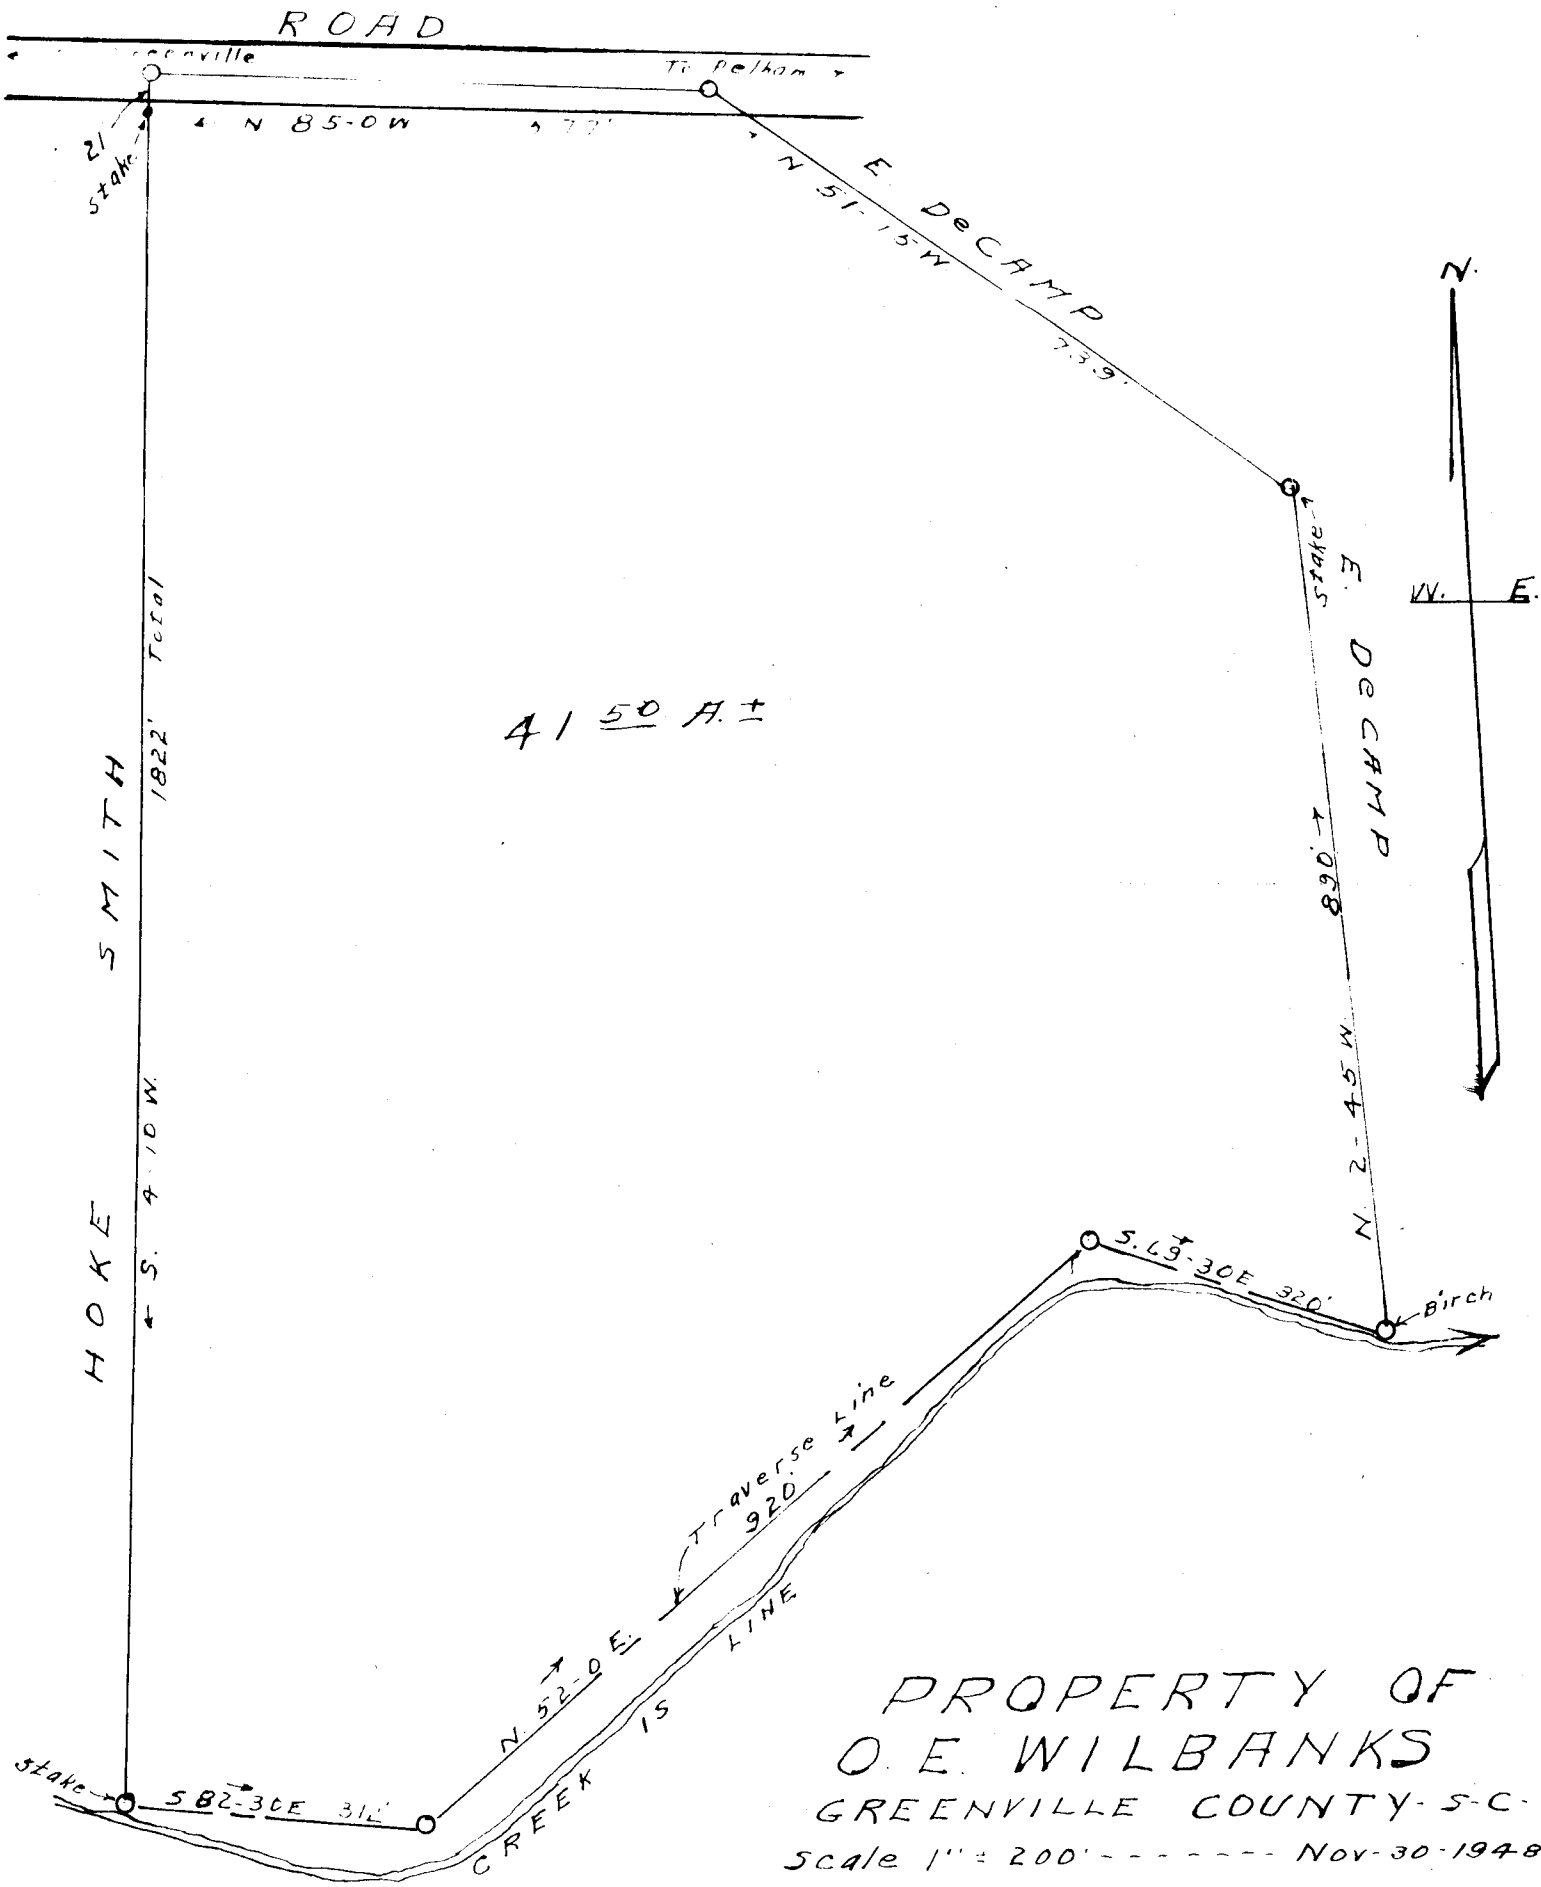 ROAD
To Pelham
21
stake
N 85-0 W
N 51-15 W
739'
E. DeCAMP
N.
W. E.
stake
E. DeCAMP
890'
N. 2-45 W
1822' Total
41 50 A. ±
HOKE SMITH
S. 4-10 W.
S. 69-30 E 320'
Birch
Traverse Line
920'
N. 52-0 E.
stake
S 82-30 E
CREEK IS LINE
PROPERTY OF
O. E. WILBANKS
GREENVILLE COUNTY-S-C-
Scale 1" = 200' - - - - - - - Nov-30-1948